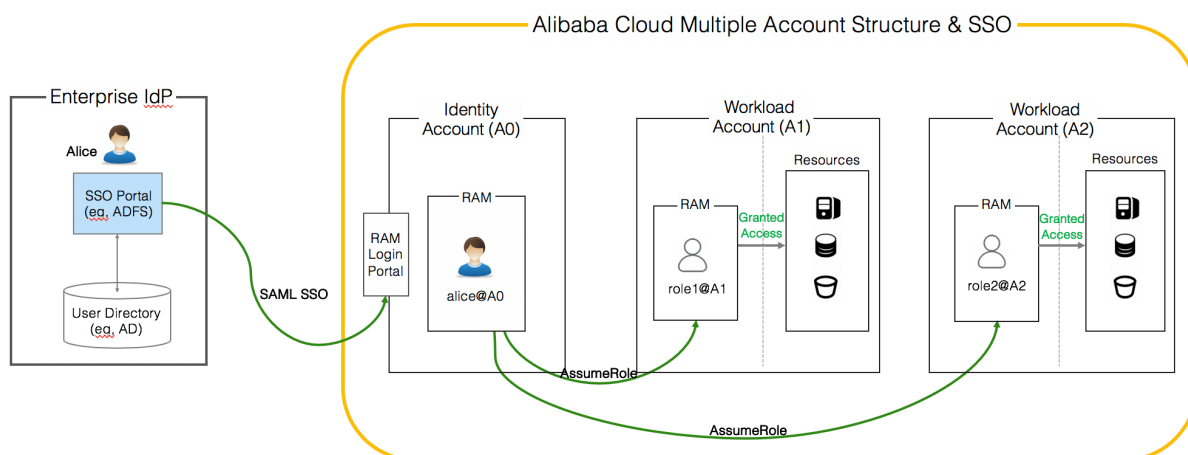 Alibaba Cloud Multiple Account Structure & SSO
Enterprise IdP
Alice
SSO Portal
(eg, ADFS)
User Directory
(eg, AD)
SAML SSO
Identity
Account (A0)
RAM
Login
Portal
RAM
alice@A0
AssumeRole
AssumeRole
Workload
Account (A1)
RAM
role1@A1
Granted
Access
Resources
Workload
Account (A2)
RAM
role2@A2
Granted
Access
Resources